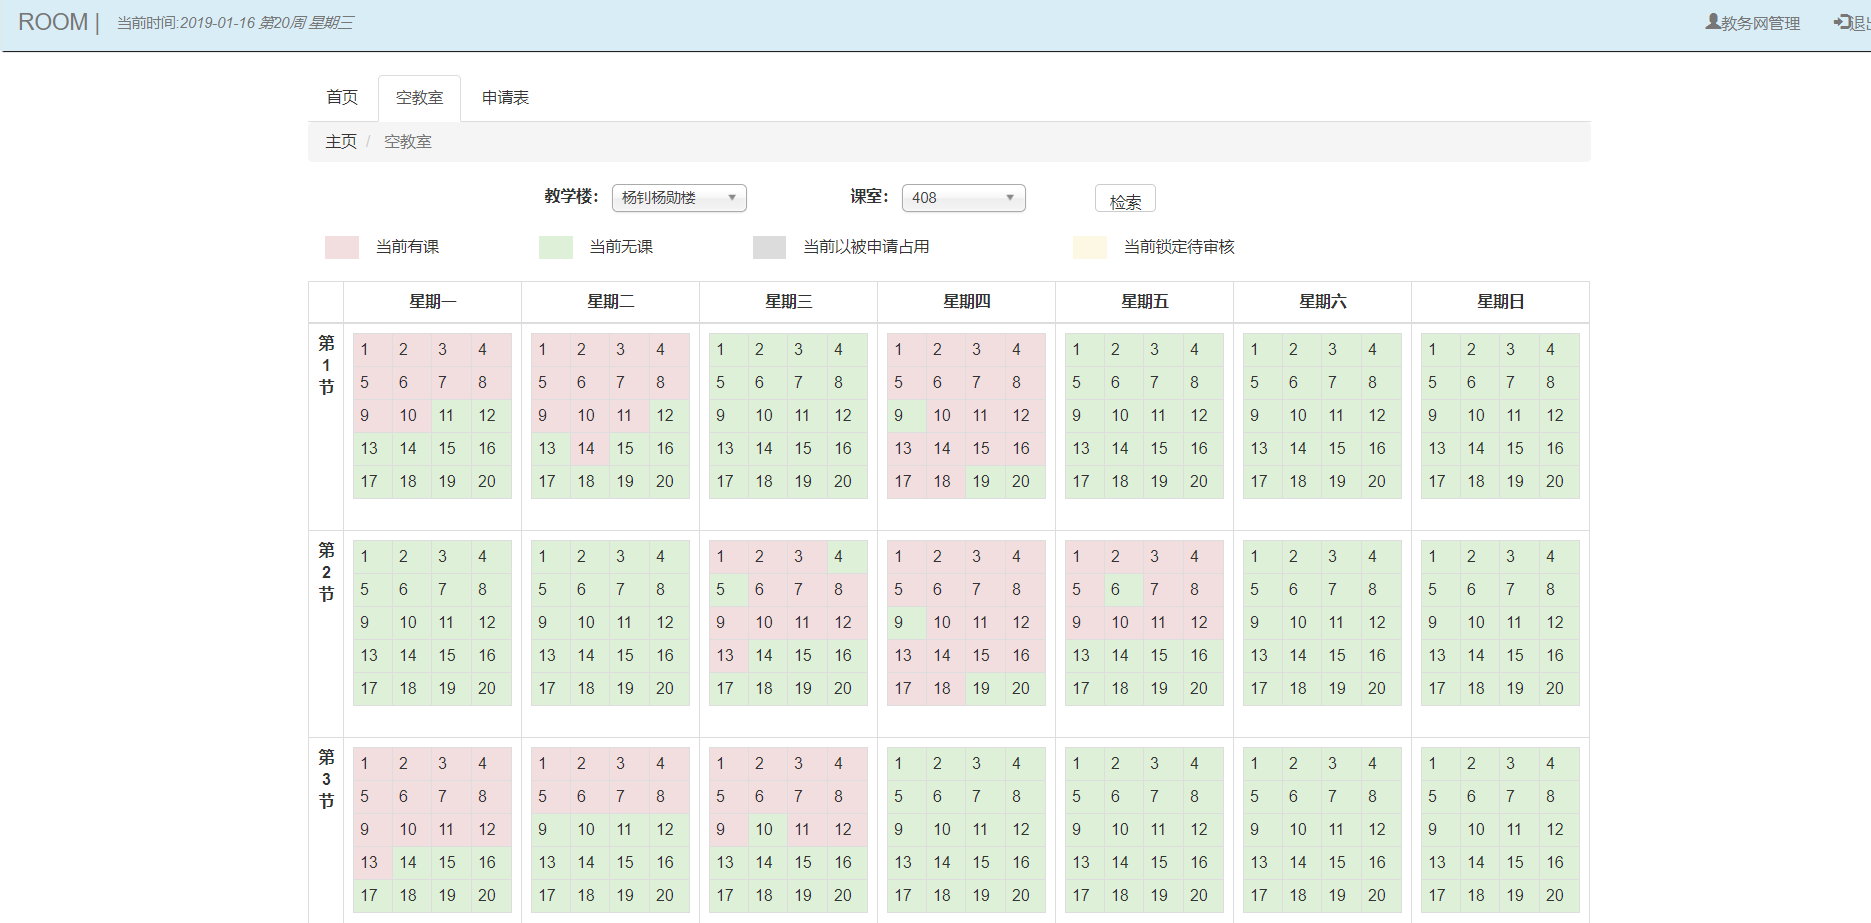 ROOM | 当前时间:2019-01-16 第20周 星期三 教务网管理 退出
首页 空教室 申请表
主页 / 空教室
教学楼： 杨钊杨勋楼 课室： 408 检索
当前有课 当前无课 当前以被申请占用 当前锁定待审核
星期一 星期二 星期三 星期四 星期五 星期六 星期日
第 1 2 3 4 1 2 3 4 1 2 3 4 1 2 3 4 1 2 3 4 1 2 3 4 1 2 3 4
1
节 5 6 7 8 5 6 7 8 5 6 7 8 5 6 7 8 5 6 7 8 5 6 7 8 5 6 7 8
9 10 11 12 9 10 11 12 9 10 11 12 9 10 11 12 9 10 11 12 9 10 11 12 9 10 11 12
13 14 15 16 13 14 15 16 13 14 15 16 13 14 15 16 13 14 15 16 13 14 15 16 13 14 15 16
17 18 19 20 17 18 19 20 17 18 19 20 17 18 19 20 17 18 19 20 17 18 19 20 17 18 19 20
第 1 2 3 4 1 2 3 4 1 2 3 4 1 2 3 4 1 2 3 4 1 2 3 4 1 2 3 4
2
节 5 6 7 8 5 6 7 8 5 6 7 8 5 6 7 8 5 6 7 8 5 6 7 8 5 6 7 8
9 10 11 12 9 10 11 12 9 10 11 12 9 10 11 12 9 10 11 12 9 10 11 12 9 10 11 12
13 14 15 16 13 14 15 16 13 14 15 16 13 14 15 16 13 14 15 16 13 14 15 16 13 14 15 16
17 18 19 20 17 18 19 20 17 18 19 20 17 18 19 20 17 18 19 20 17 18 19 20 17 18 19 20
第 1 2 3 4 1 2 3 4 1 2 3 4 1 2 3 4 1 2 3 4 1 2 3 4 1 2 3 4
3
节 5 6 7 8 5 6 7 8 5 6 7 8 5 6 7 8 5 6 7 8 5 6 7 8 5 6 7 8
9 10 11 12 9 10 11 12 9 10 11 12 9 10 11 12 9 10 11 12 9 10 11 12 9 10 11 12
13 14 15 16 13 14 15 16 13 14 15 16 13 14 15 16 13 14 15 16 13 14 15 16 13 14 15 16
17 18 19 20 17 18 19 20 17 18 19 20 17 18 19 20 17 18 19 20 17 18 19 20 17 18 19 20